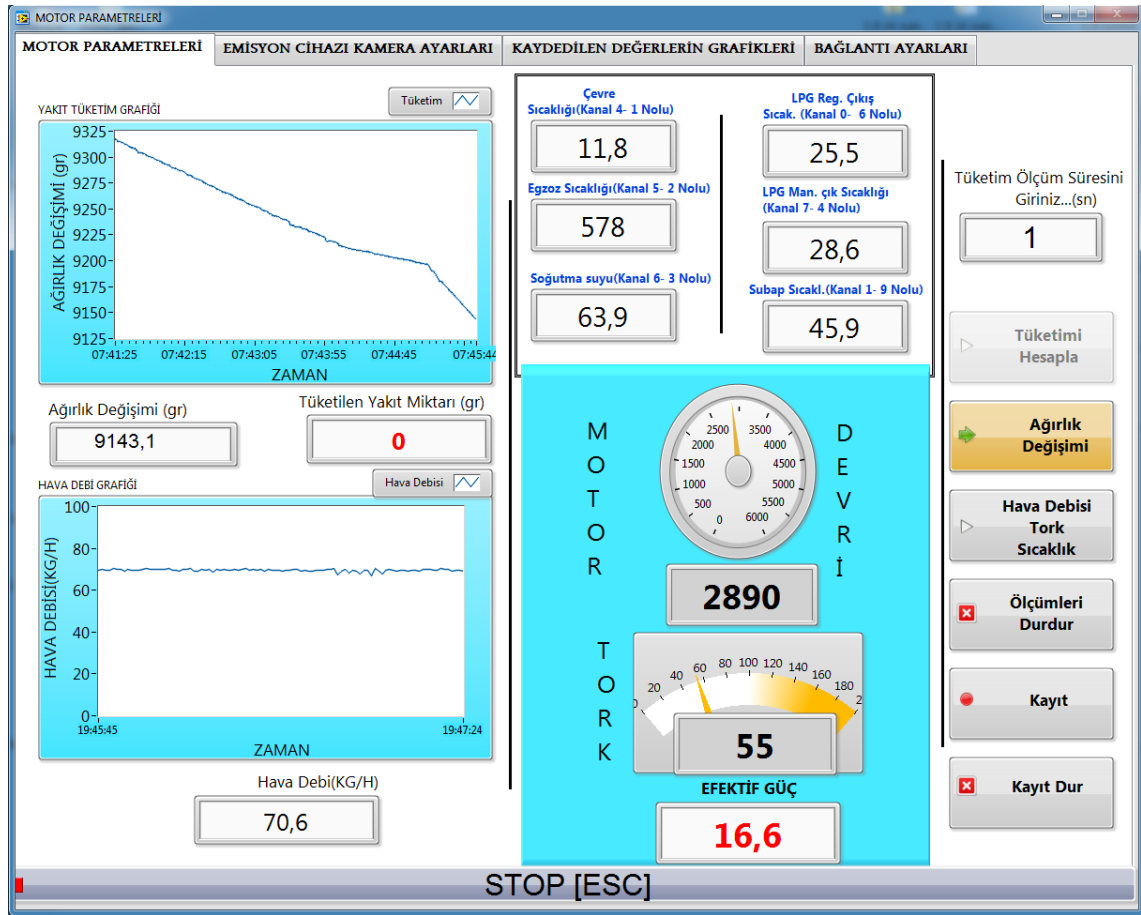 MOTOR PARAMETRELERİ
MOTOR PARAMETRELERİ
EMİSYON CİHAZI KAMERA AYARLARI
KAYDEDİLEN DEĞERLERİN GRAFİKLERİ
BAĞLANTI AYARLARI
YAKIT TÜKETİM GRAFİĞİ
Tüketim
AĞIRLIK DEĞİŞİMİ (gr)
9325
9300
9275
9250
9225
9200
9175
9150
9125
07:41:25 07:42:15 07:43:05 07:43:55 07:44:45 07:45:44
ZAMAN
Ağırlık Değişimi (gr)
9143,1
Tüketilen Yakıt Miktarı (gr)
0
HAVA DEBİ GRAFİĞİ
Hava Debisi
HAVA DEBİSİ(KG/H)
100
80
60
40
20
0
19:45:45 19:47:24
ZAMAN
Hava Debi(KG/H)
70,6
Çevre
Sıcaklığı(Kanal 4- 1 Nolu)
11,8
Egzoz Sıcaklığı(Kanal 5- 2 Nolu)
578
Soğutma suyu(Kanal 6- 3 Nolu)
63,9
LPG Reg. Çıkış
Sıcak. (Kanal 0- 6 Nolu)
25,5
LPG Man. çık Sıcaklığı
(Kanal 7- 4 Nolu)
28,6
Subap Sıcakl.(Kanal 1- 9 Nolu)
45,9
MOTOR
DEVRİ
0 500 1000 1500 2000 2500 3500 4000 4500 5000 5500 6000
2890
TORK
20 40 60 80 100 120 140 160 180
55
EFEKTİF GÜÇ
16,6
Tüketim Ölçüm Süresini
Giriniz...(sn)
1
Tüketimi
Hesapla
Ağırlık
Değişimi
Hava Debisi
Tork
Sıcaklık
Ölçümleri
Durdur
Kayıt
Kayıt Dur
STOP [ESC]